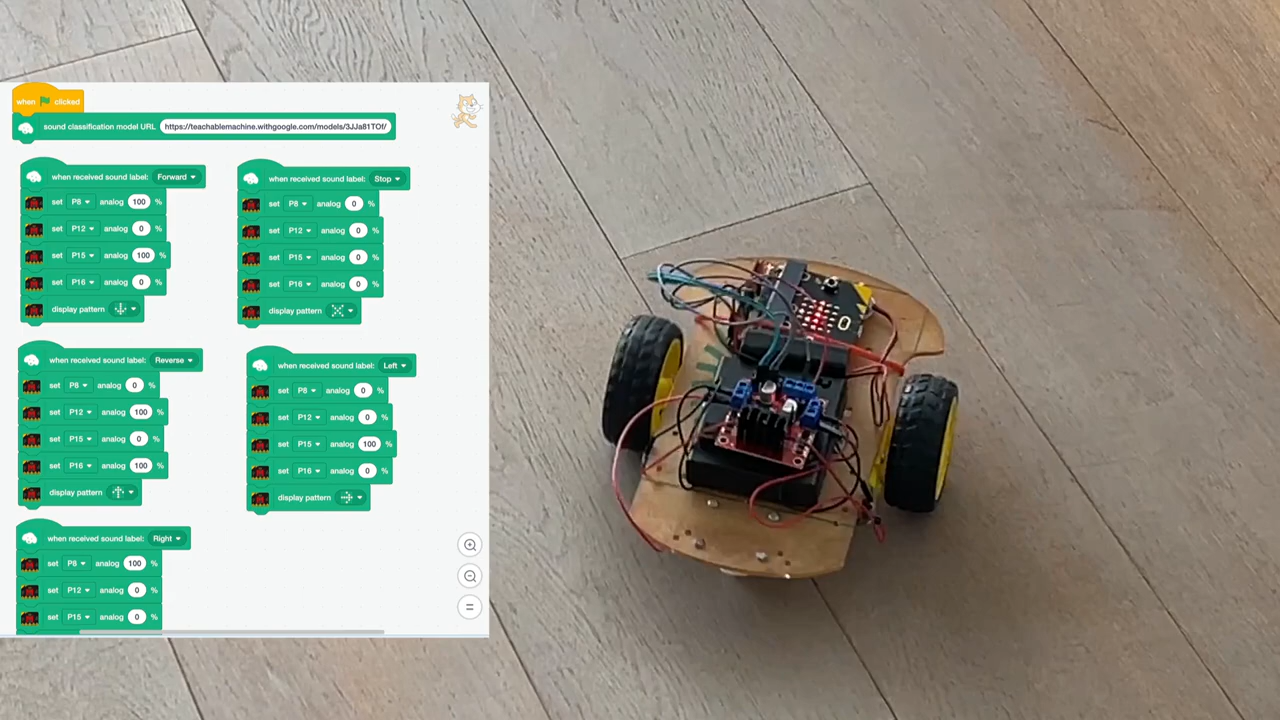 when clicked
sound classification model URL https://teachablemachine.withgoogle.com/models/3JJa81TOf/
when received sound label: Forward
set P8 analog 100 %
set P12 analog 0 %
set P15 analog 100 %
set P16 analog 0 %
display pattern
when received sound label: Stop
set P8 analog 0 %
set P12 analog 0 %
set P15 analog 0 %
set P16 analog 0 %
display pattern
when received sound label: Reverse
set P8 analog 0 %
set P12 analog 100 %
set P15 analog 0 %
set P16 analog 100 %
display pattern
when received sound label: Left
set P8 analog 0 %
set P12 analog 0 %
set P15 analog 100 %
set P16 analog 0 %
display pattern
when received sound label: Right
set P8 analog 100 %
set P12 analog 0 %
set P15 analog 0 %